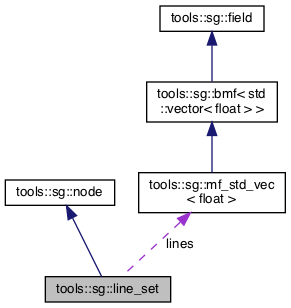 tools::sg::field
tools::sg::bmf< std
::vector< float > >
tools::sg::node
tools::sg::mf_std_vec
< float >
lines
tools::sg::line_set